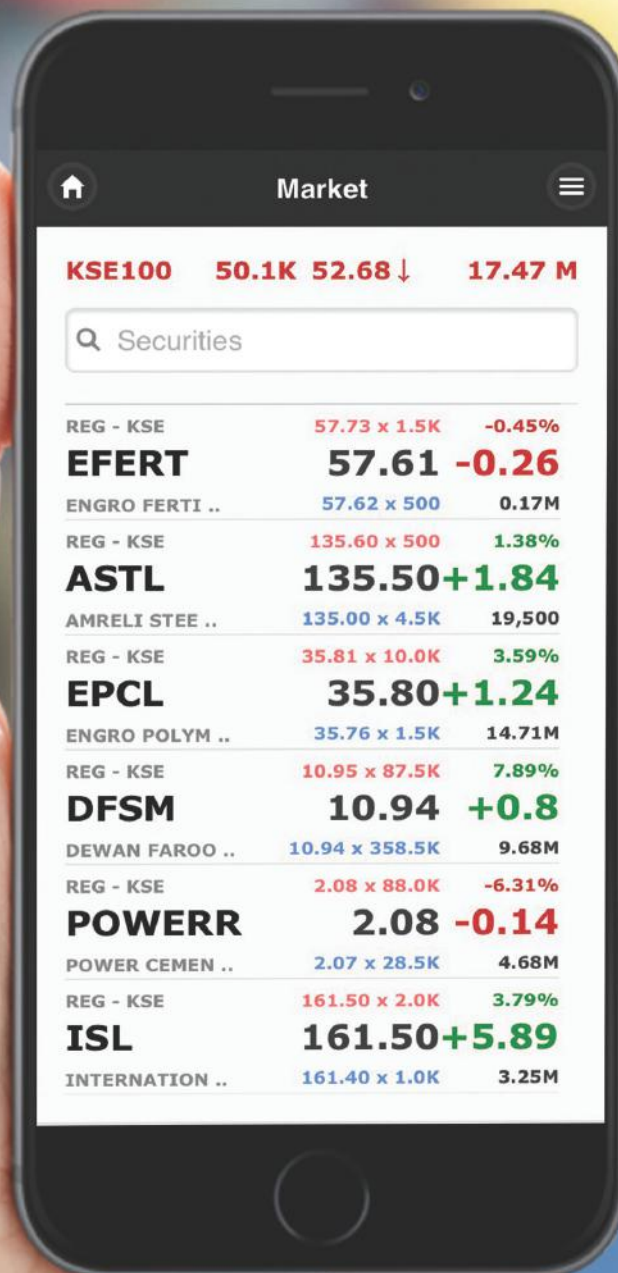 Market
KSE100 50.1K 52.68↓ 17.47 M
Securities
REG - KSE 57.73 x 1.5K -0.45%
EFERT 57.61 -0.26
ENGRO FERTI .. 57.62 x 500 0.17M
REG - KSE 135.60 x 500 1.38%
ASTL 135.50 +1.84
AMRELI STEE .. 135.00 x 4.5K 19,500
REG - KSE 35.81 x 10.0K 3.59%
EPCL 35.80 +1.24
ENGRO POLYM .. 35.76 x 1.5K 14.71M
REG - KSE 10.95 x 87.5K 7.89%
DFSM 10.94 +0.8
DEWAN FAROO .. 10.94 x 358.5K 9.68M
REG - KSE 2.08 x 88.0K -6.31%
POWERR 2.08 -0.14
POWER CEMEN .. 2.07 x 28.5K 4.68M
REG - KSE 161.50 x 2.0K 3.79%
ISL 161.50 +5.89
INTERNATION .. 161.40 x 1.0K 3.25M